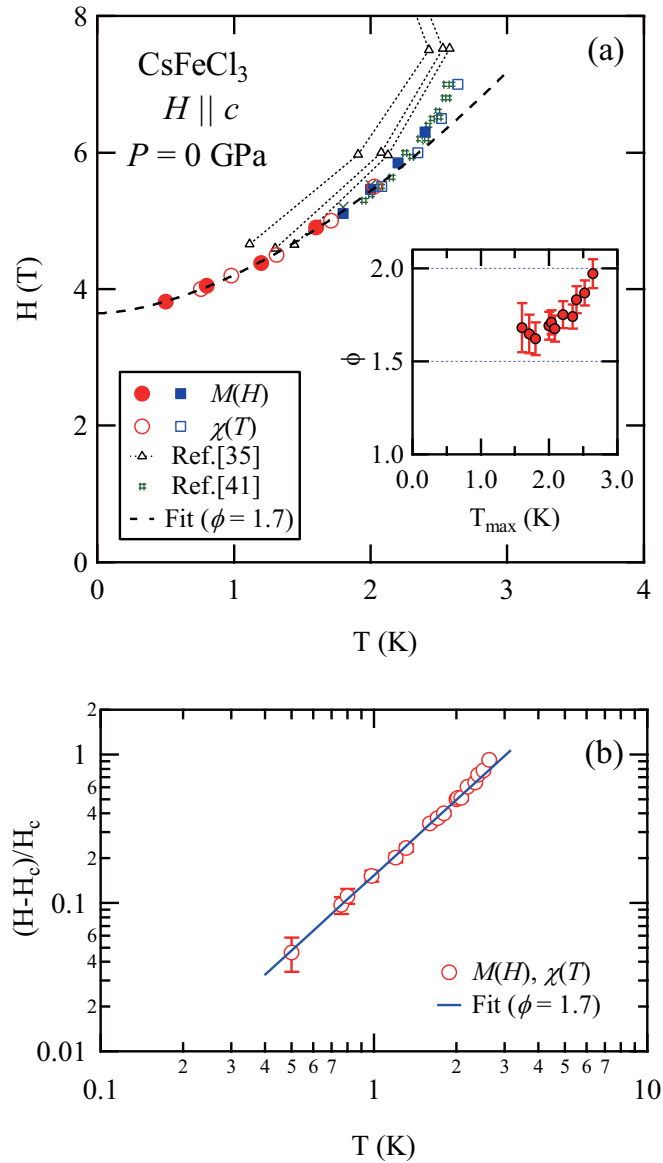 (a)
CsFeCl3
H || c
P = 0 GPa
8
6
4
2
0
H (T)
0 1 2 3 4
T (K)
M(H)
χ(T)
Ref.[35]
Ref.[41]
Fit (ϕ = 1.7)
2.0
1.5
1.0
ϕ
0.0 1.0 2.0 3.0
Tmax (K)
(b)
2
1
6
4
2
0.1
6
4
2
0.01
(H-Hc)/Hc
M(H), χ(T)
Fit (ϕ = 1.7)
0.1 2 3 4 5 6 7 1 2 3 4 5 6 7 10
T (K)